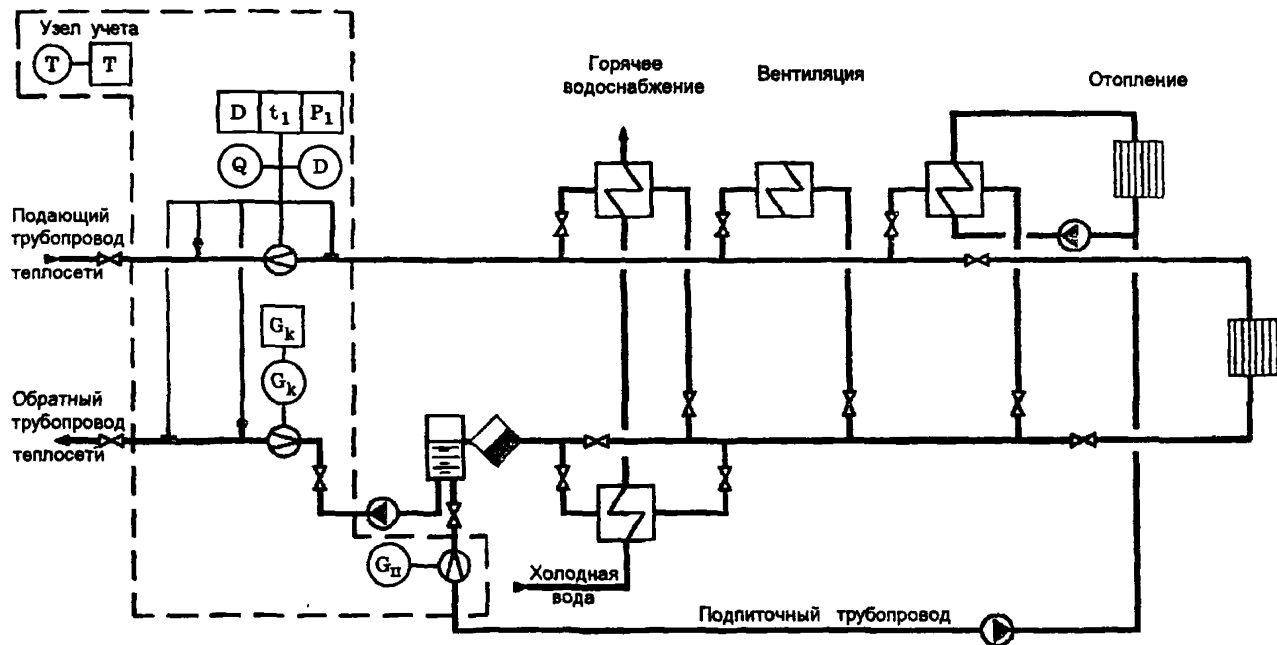 Узел учета
T T
Горячее
водоснабжение
Вентиляция
Отопление
D t1 P1
Q D
Подающий
трубопровод
теплосети
Gk
Gk
Обратный
трубопровод
теплосети
Gп
Холодная
вода
Подпиточный трубопровод